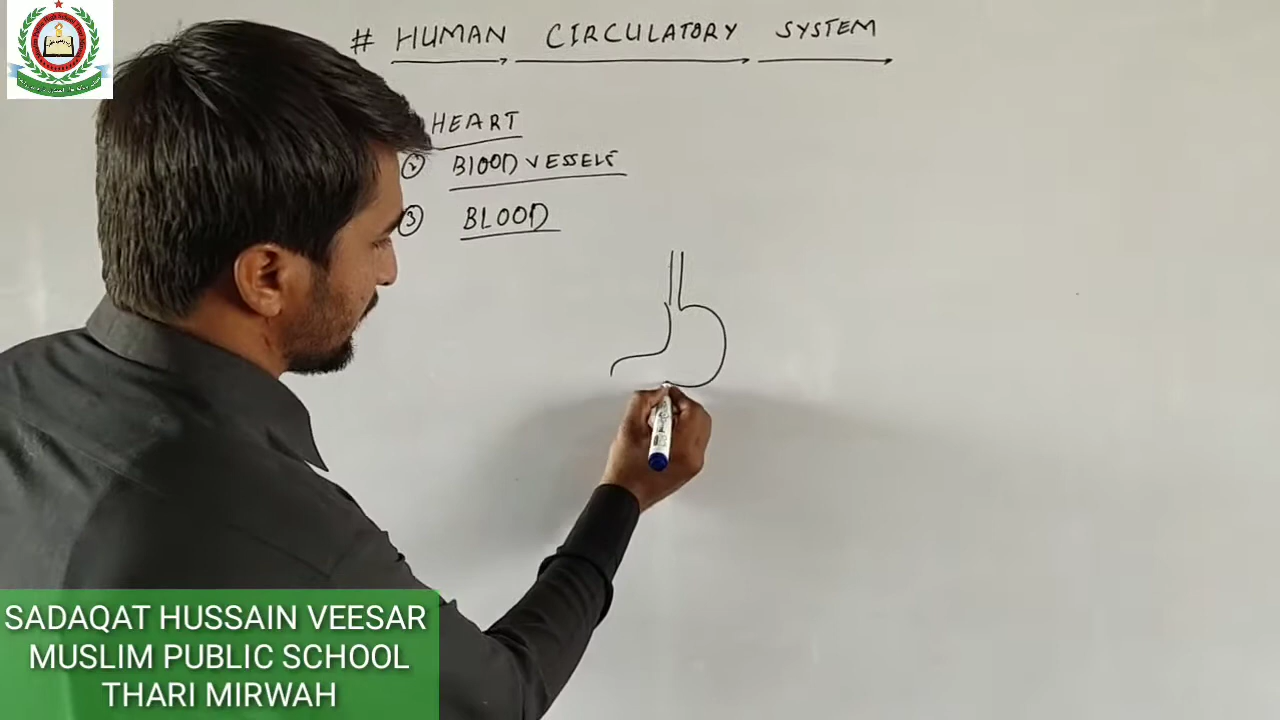 # HUMAN CIRCULATORY SYSTEM
HEART
② BLOOD VESSELS
③ BLOOD
SADAQAT HUSSAIN VEESAR
MUSLIM PUBLIC SCHOOL
THARI MIRWAH